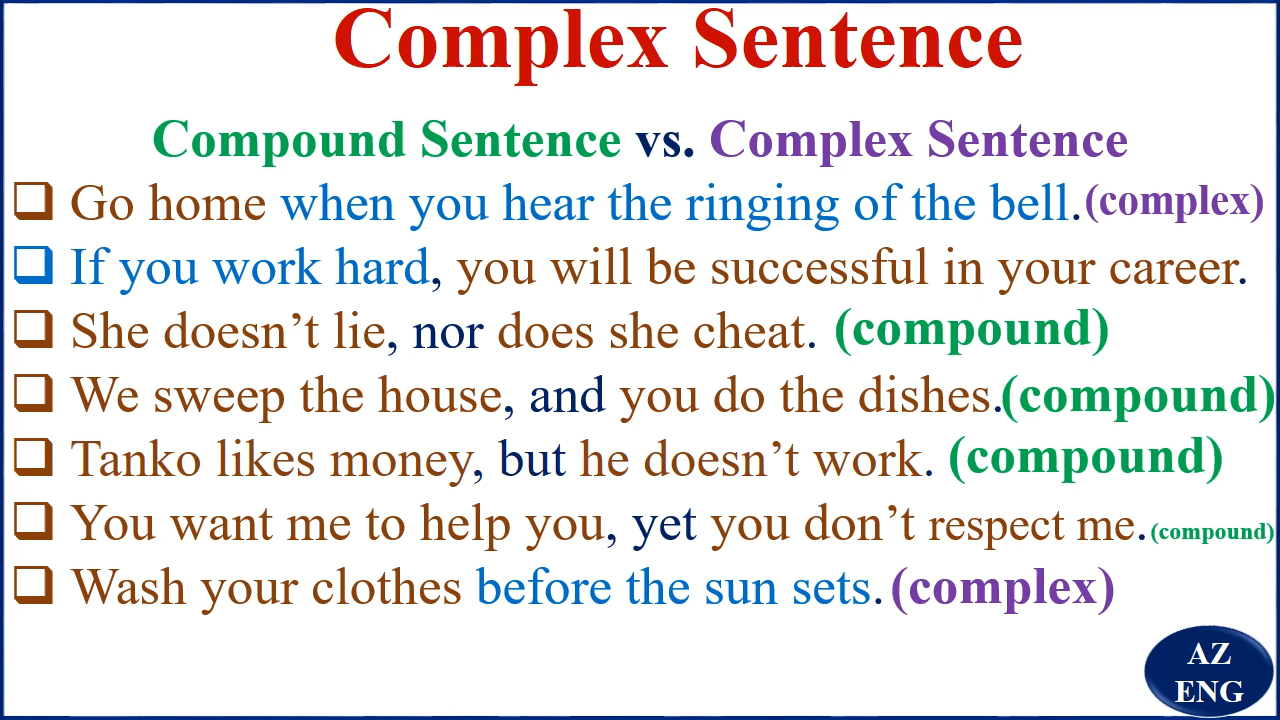 Complex Sentence
Compound Sentence vs. Complex Sentence
Go home when you hear the ringing of the bell.(complex)
If you work hard, you will be successful in your career.
She doesn’t lie, nor does she cheat. (compound)
We sweep the house, and you do the dishes.(compound)
Tanko likes money, but he doesn’t work. (compound)
You want me to help you, yet you don’t respect me.(compound)
Wash your clothes before the sun sets.(complex)
AZ
ENG